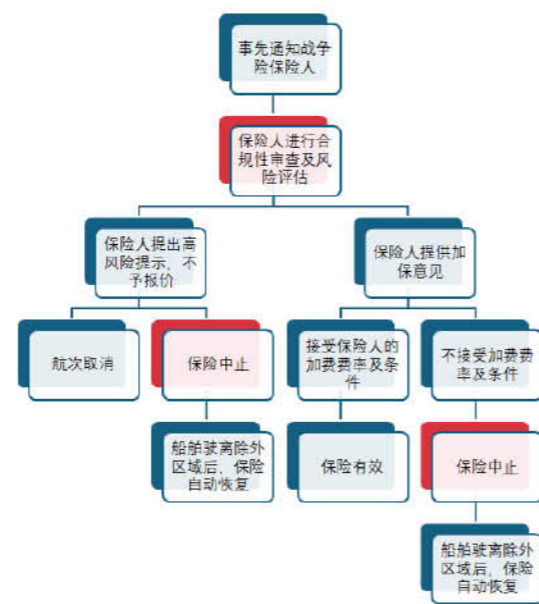 事先通知战争
险保险人
保险人进行合
规性审查及风
险评估
保险人提出高
风险提示，不
予报价
保险人提供加
保意见
航次取消
保险中止
接受保险人的
加费费率及条
件
不接受加费费
率及条件
船舶驶离除外
区域后，保险
自动恢复
保险有效
保险中止
船舶驶离除外
区域后，保险
自动恢复